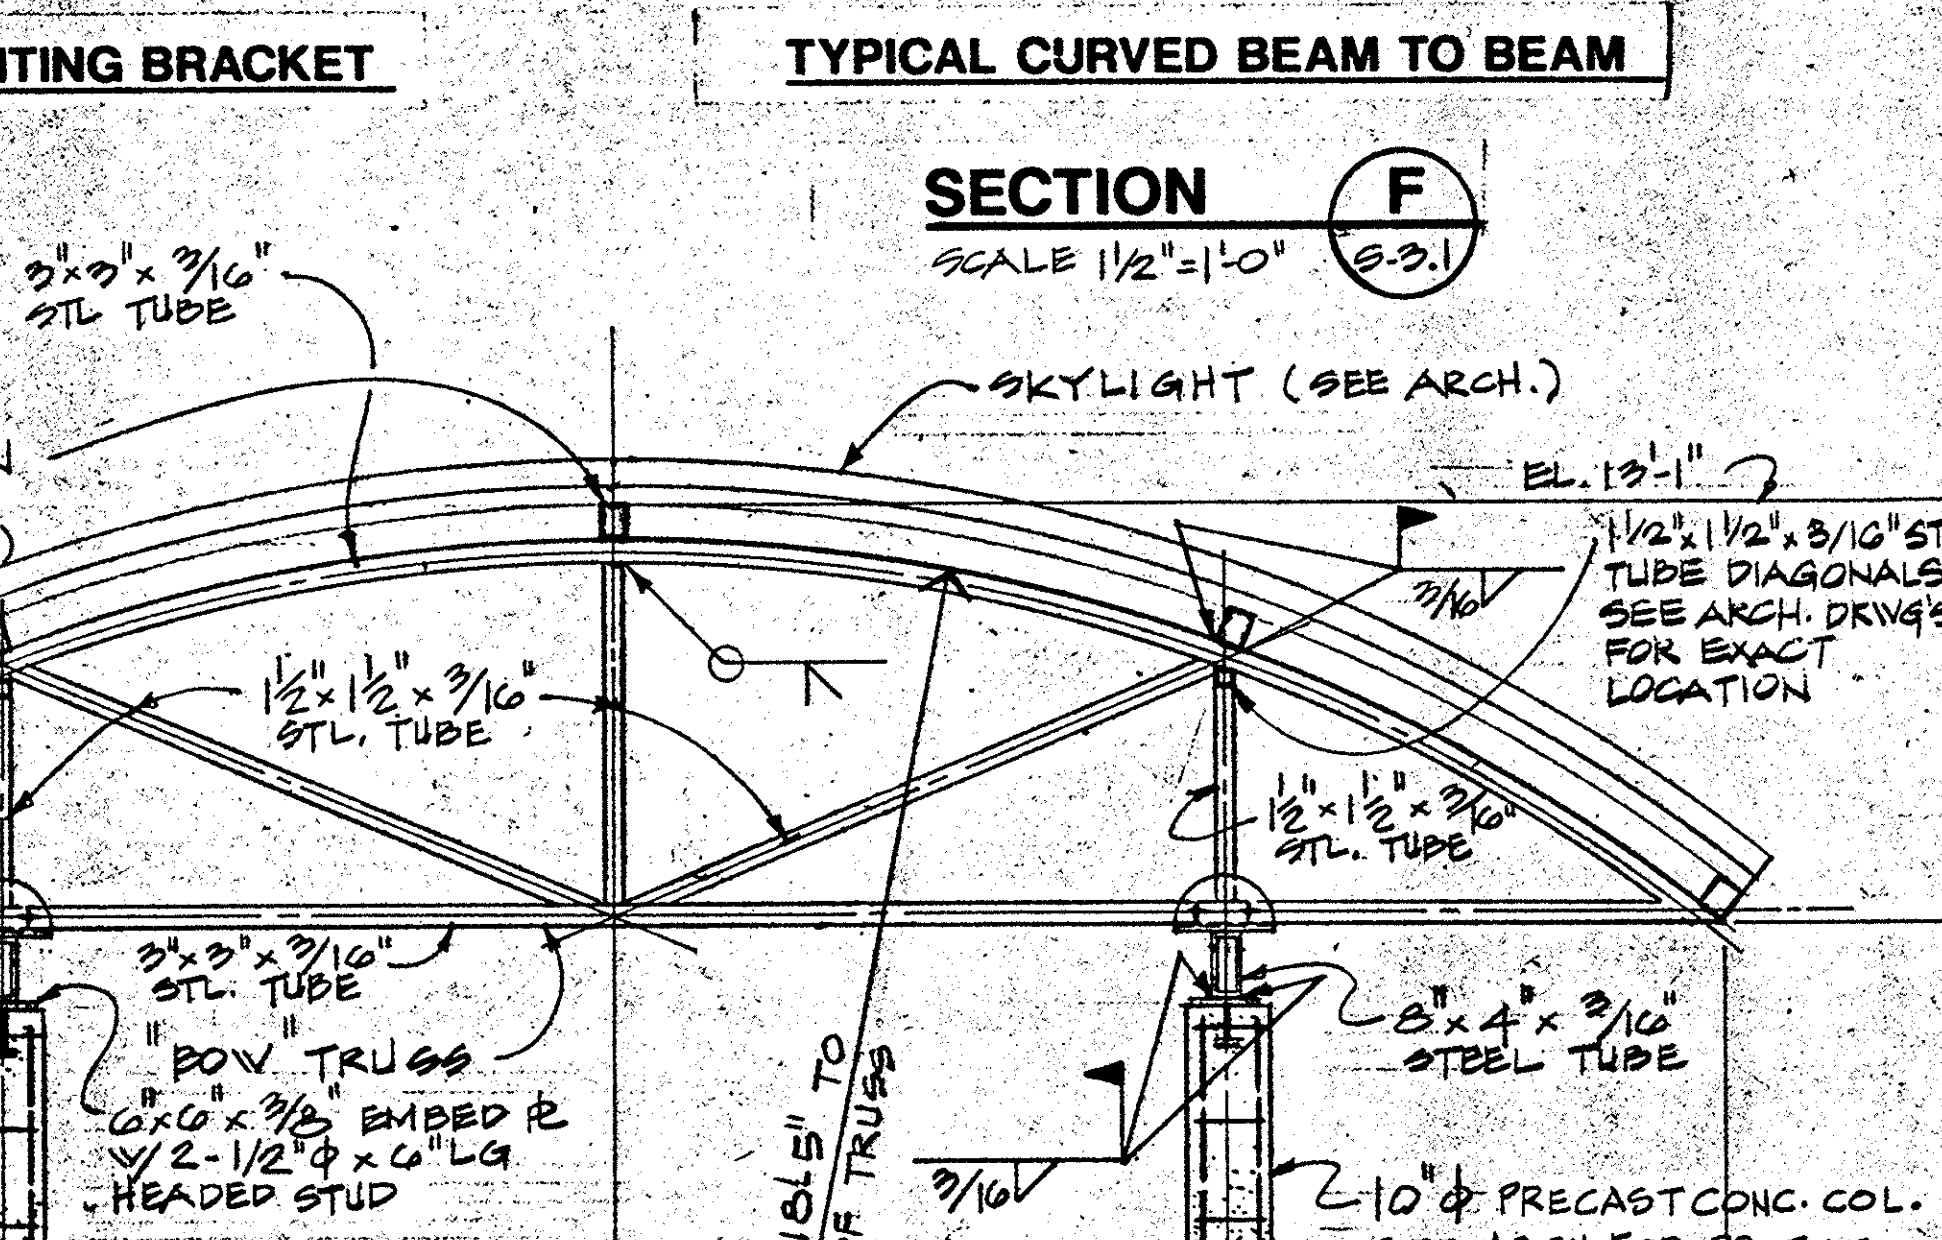 TING BRACKET
TYPICAL CURVED BEAM TO BEAM
SECTION F
SCALE 1 1/2"=1'-0" S-3.1
3"x3"x 3/16"
STL TUBE
SKYLIGHT (SEE ARCH.)
EL. 13'-1"
1 1/2"x 1 1/2"x 3/16" ST
TUBE DIAGONALS
SEE ARCH. DRWG'S
FOR EXACT
LOCATION
3/16
1 1/2"x 1 1/2"x 3/16"
STL. TUBE
1 1/2"x 1 1/2"x 3/16"
STL. TUBE
3"x3"x 3/16"
STL. TUBE
"BOW" TRUSS
6"x6"x 3/8" EMBED ⅊
W/ 2-1/2"ϕ x 6"LG
HEADED STUD
TO
OF TRUSS
8"x 4"x 3/16"
STEEL TUBE
3/16
10"ϕ PRECAST CONC. COL.